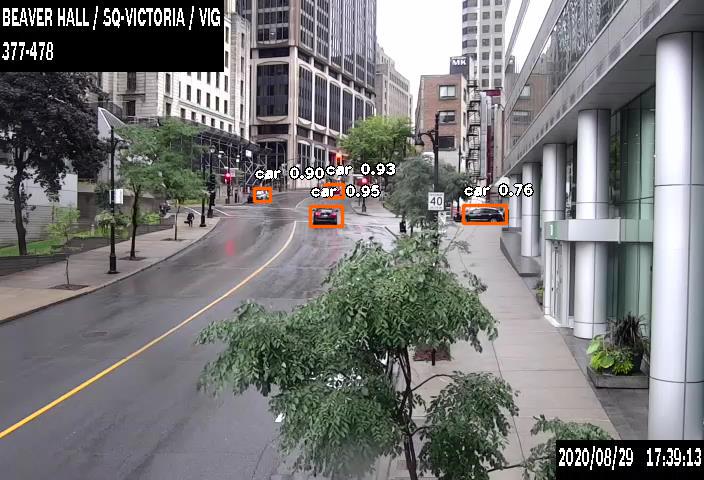 BEAVER HALL / SQ-VICTORIA / VIG
377-478
MK
car 0.90
car 0.93
car 0.95
car 0.76
40
2020/08/29 17:39:13